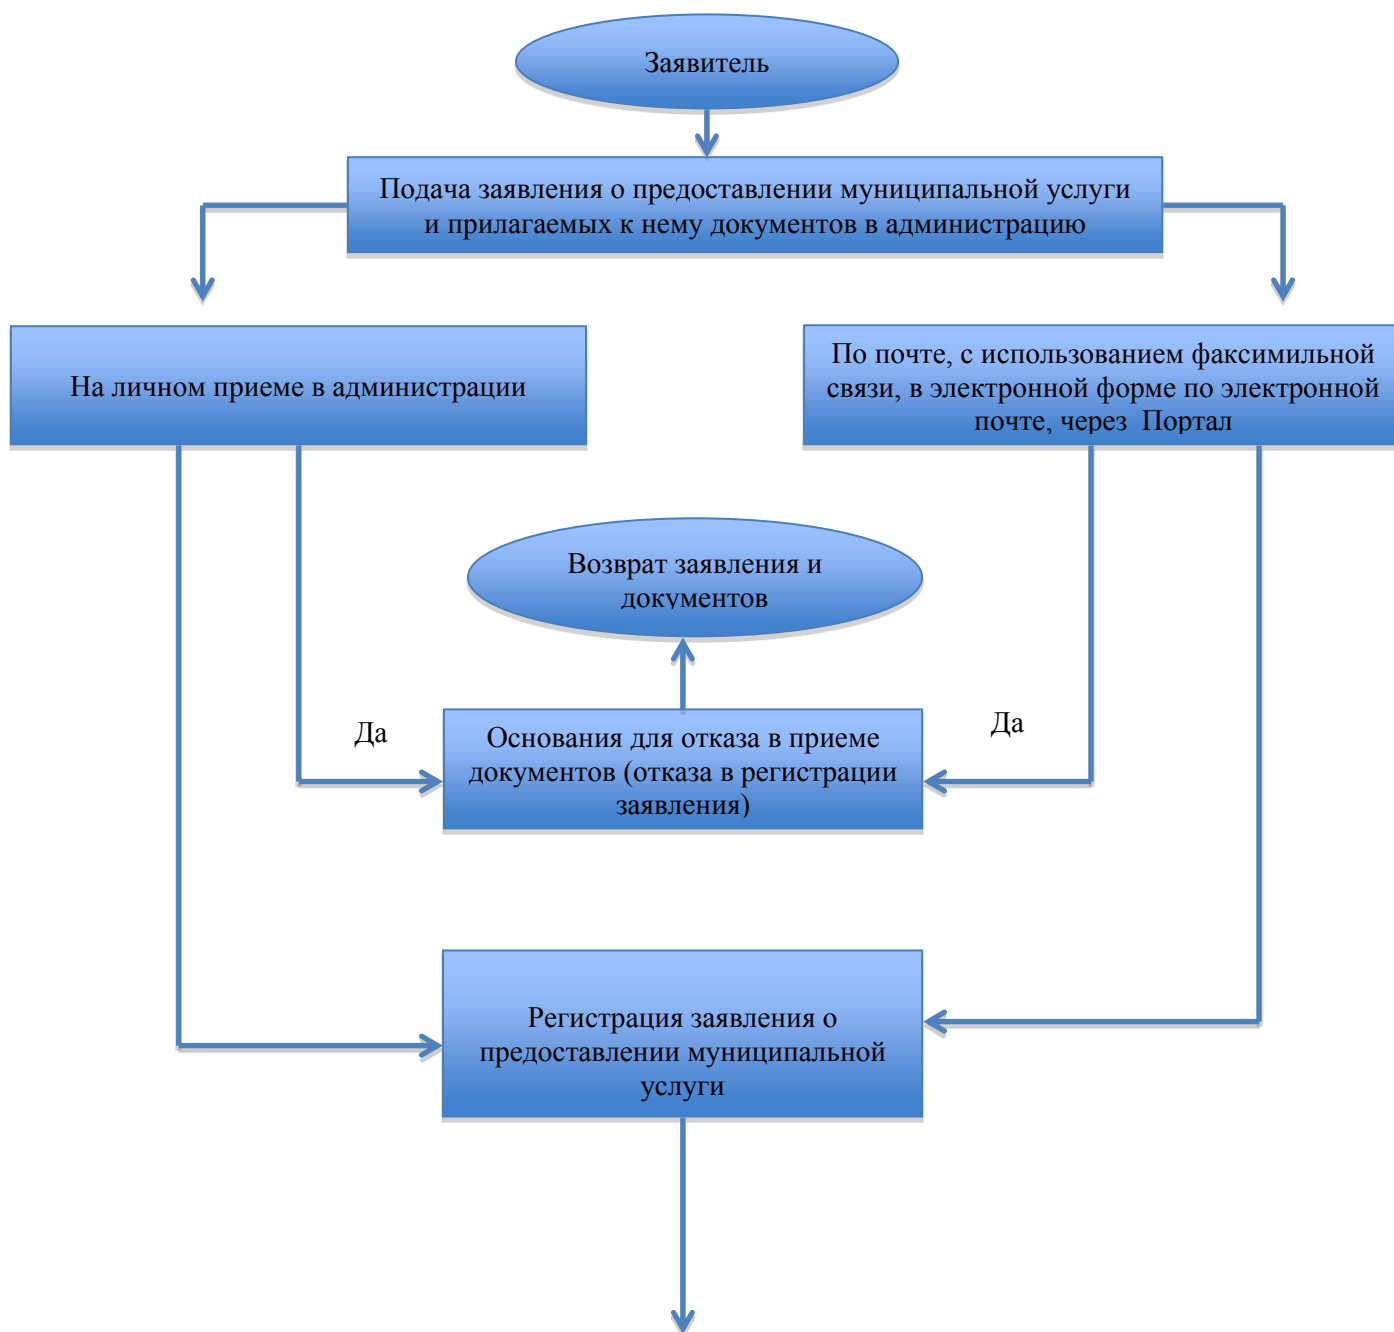 Заявитель
Подача заявления о предоставлении муниципальной услуги
и прилагаемых к нему документов в администрацию
На личном приеме в администрации
По почте, с использованием факсимильной
связи, в электронной форме по электронной
почте, через  Портал
Возврат заявления и
документов
Да
Да
Основания для отказа в приеме
документов (отказа в регистрации
заявления)
Регистрация заявления о
предоставлении муниципальной
услуги